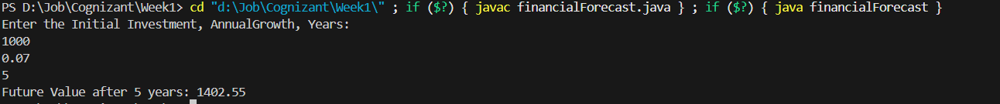 PS D:\Job\Cognizant\Week1> cd "d:\Job\Cognizant\Week1\" ; if ($?) { javac financialForecast.java } ; if ($?) { java financialForecast }
Enter the Initial Investment, AnnualGrowth, Years:
1000
0.07
5
Future Value after 5 years: 1402.55